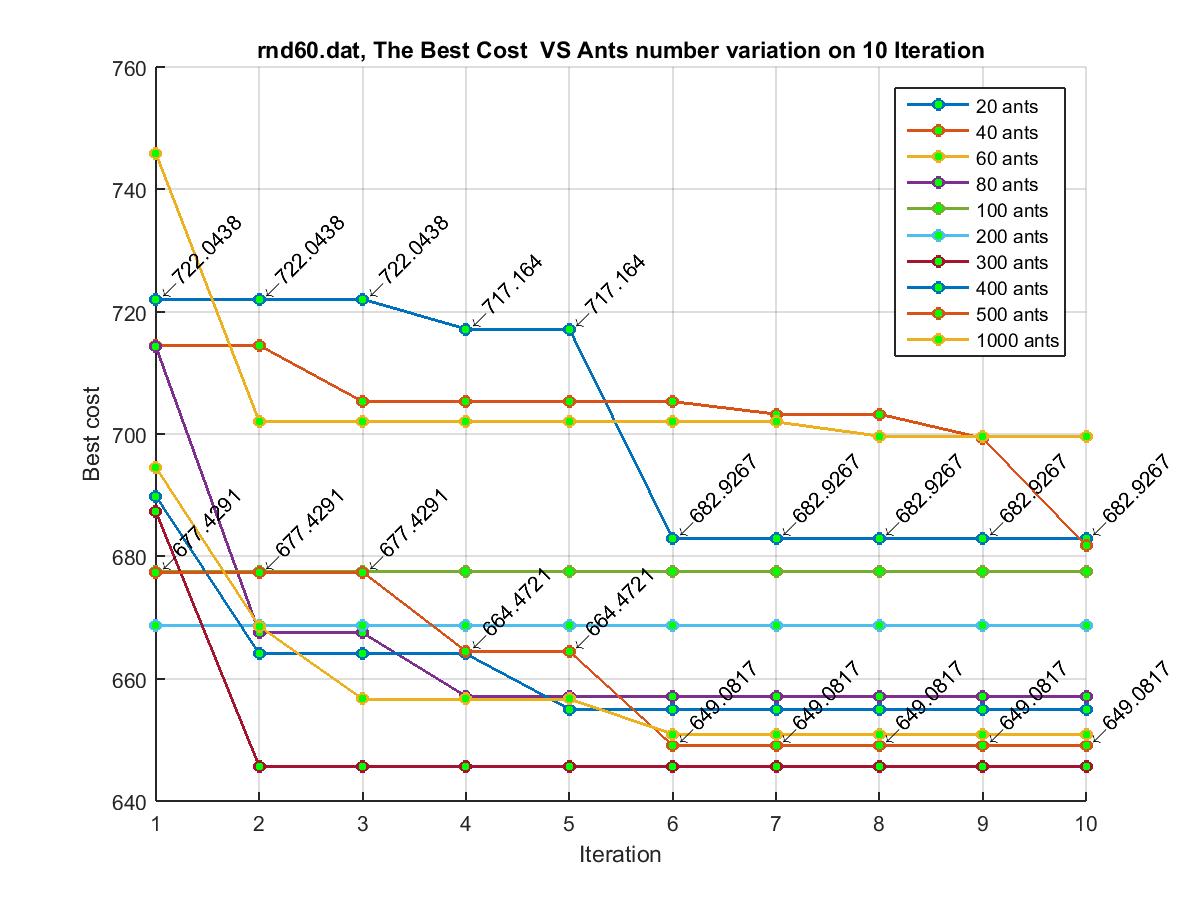 rnd60.dat, The Best Cost  VS Ants number variation on 10 Iteration
760
740
720
700
680
660
640
Best cost
1
2
3
4
5
6
7
8
9
10
Iteration
20 ants
40 ants
60 ants
80 ants
100 ants
200 ants
300 ants
400 ants
500 ants
1000 ants
722.0438
722.0438
722.0438
717.164
717.164
682.9267
682.9267
682.9267
682.9267
682.9267
677.4291
677.4291
677.4291
664.4721
664.4721
649.0817
649.0817
649.0817
649.0817
649.0817